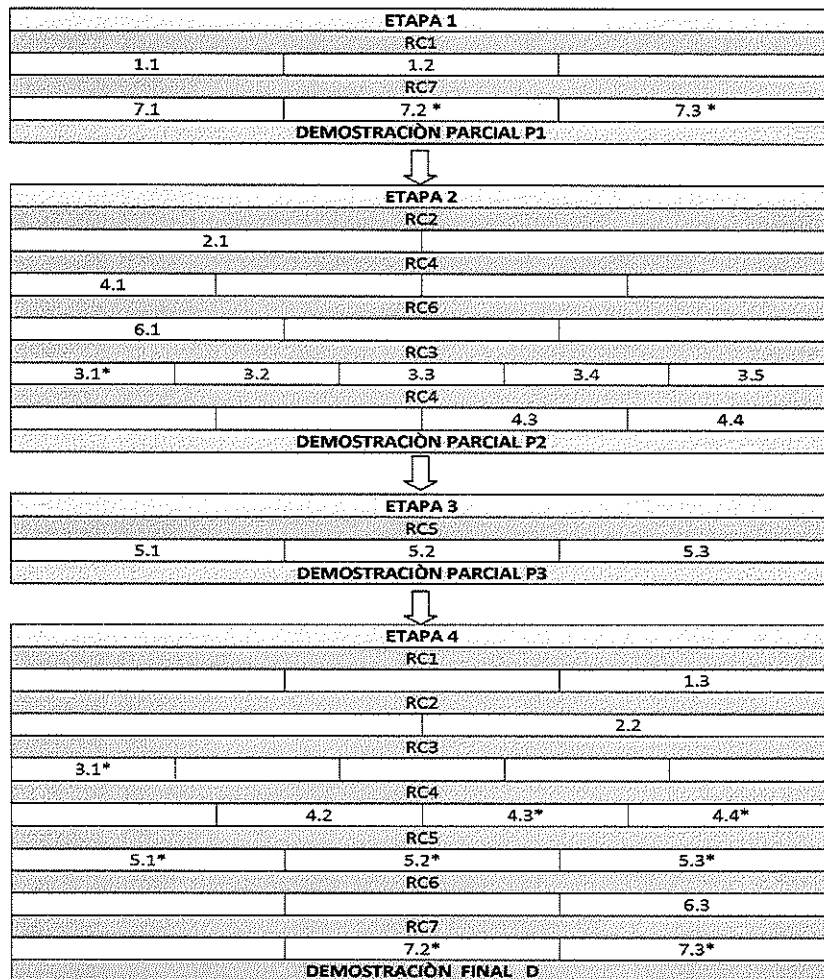 ETAPA 1
RC1
1.1 1.2
RC7
7.1 7.2 * 7.3 *
DEMOSTRACIÒN PARCIAL P1
ETAPA 2
RC2
2.1
RC4
4.1
RC6
6.1
RC3
3.1* 3.2 3.3 3.4 3.5
RC4
4.3 4.4
DEMOSTRACIÒN PARCIAL P2
ETAPA 3
RC5
5.1 5.2 5.3
DEMOSTRACIÒN PARCIAL P3
ETAPA 4
RC1
1.3
RC2
2.2
RC3
3.1*
RC4
4.2 4.3* 4.4*
RC5
5.1* 5.2* 5.3*
RC6
6.3
RC7
7.2* 7.3*
DEMOSTRACIÒN FINAL D